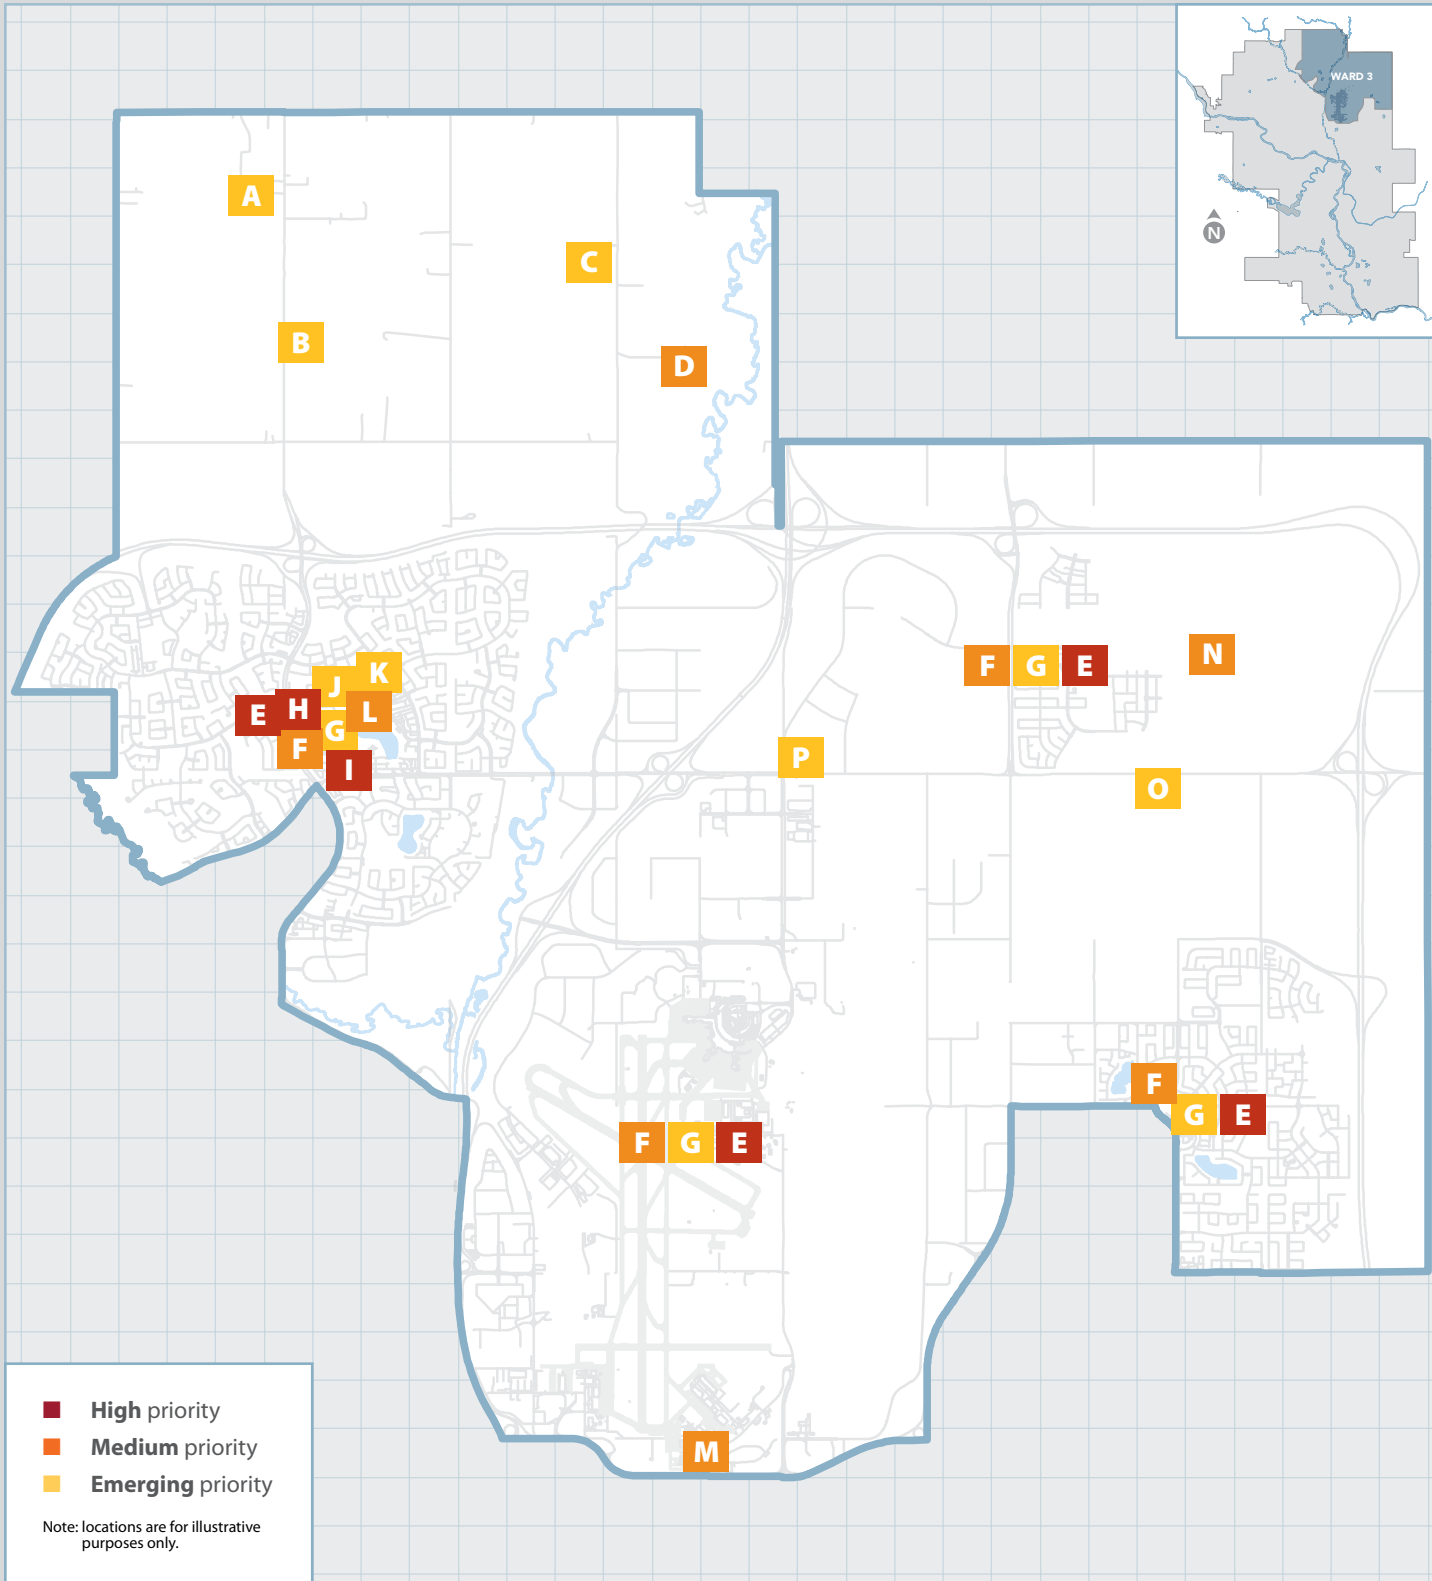 WARD 3
N
A
C
B
D
N
F G E
K
J
L
H
E
G
F
I
P
O
F
G E
F G E
M
High priority
Medium priority
Emerging priority
Note: locations are for illustrative
purposes only.